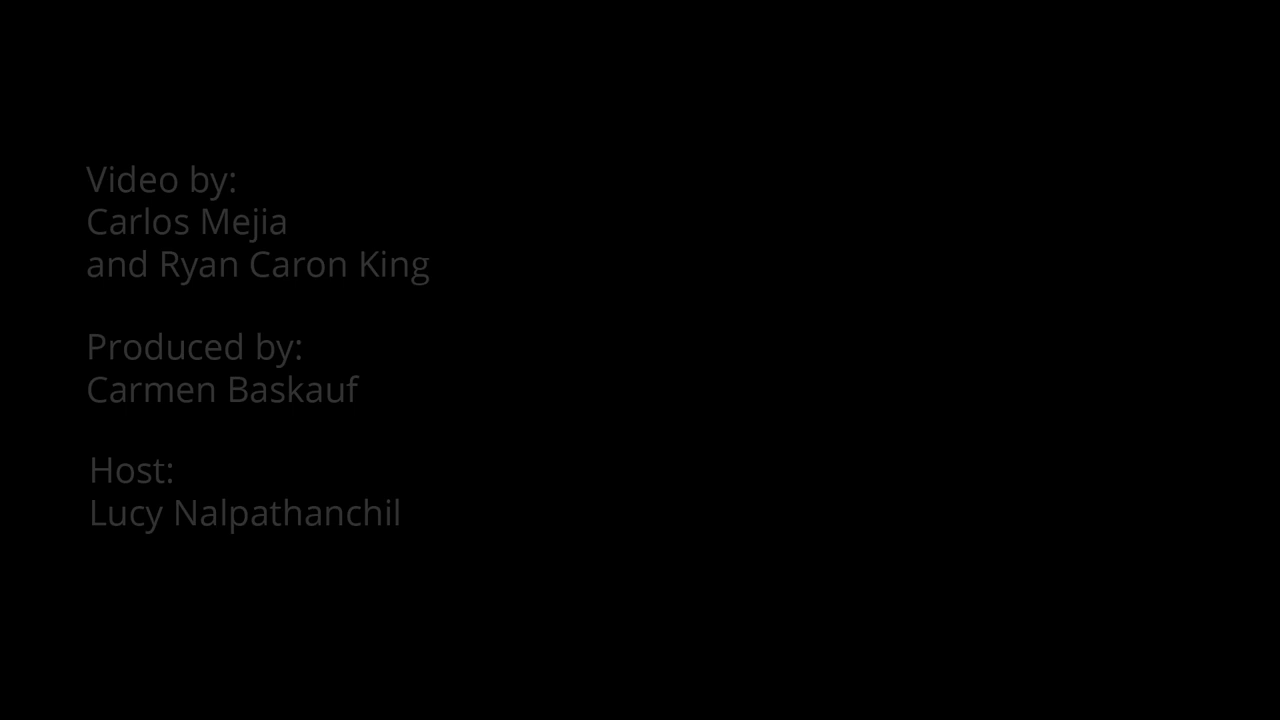 Video by:
Carlos Mejia
and Ryan Caron King
Produced by:
Carmen Baskauf
Host:
Lucy Nalpathanchil